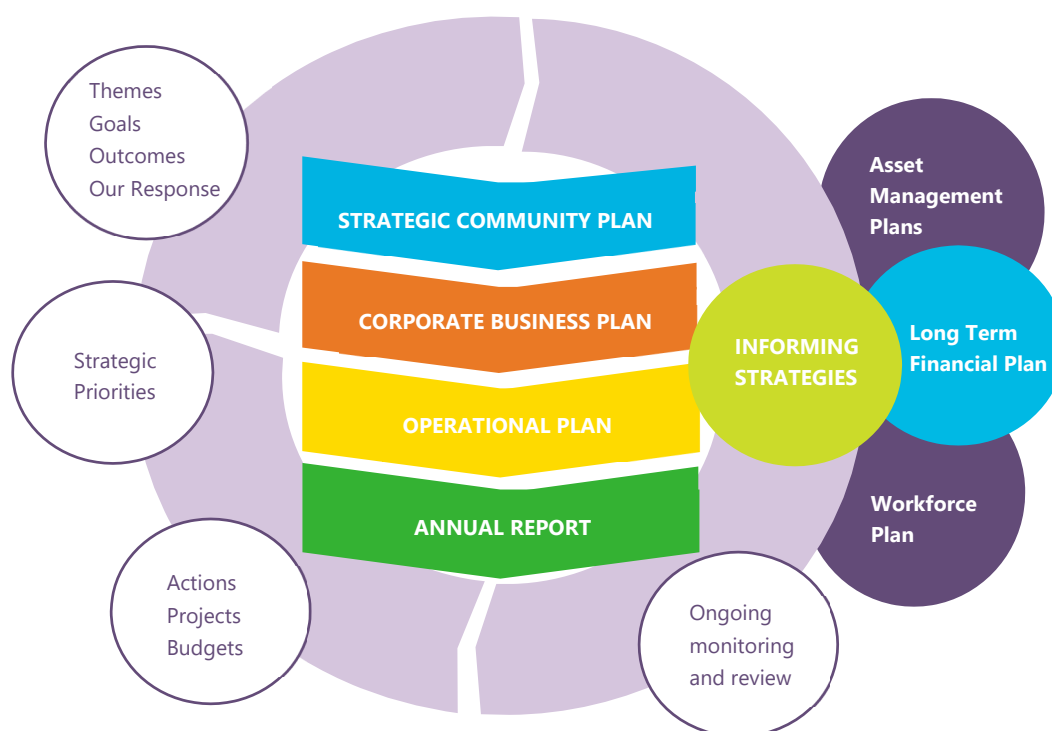 Themes
Goals
Outcomes
Our Response
STRATEGIC COMMUNITY PLAN
Asset
Management
Plans
CORPORATE BUSINESS PLAN
Strategic
Priorities
INFORMING
STRATEGIES
Long Term
Financial Plan
OPERATIONAL PLAN
ANNUAL REPORT
Workforce
Plan
Actions
Projects
Budgets
Ongoing
monitoring
and review